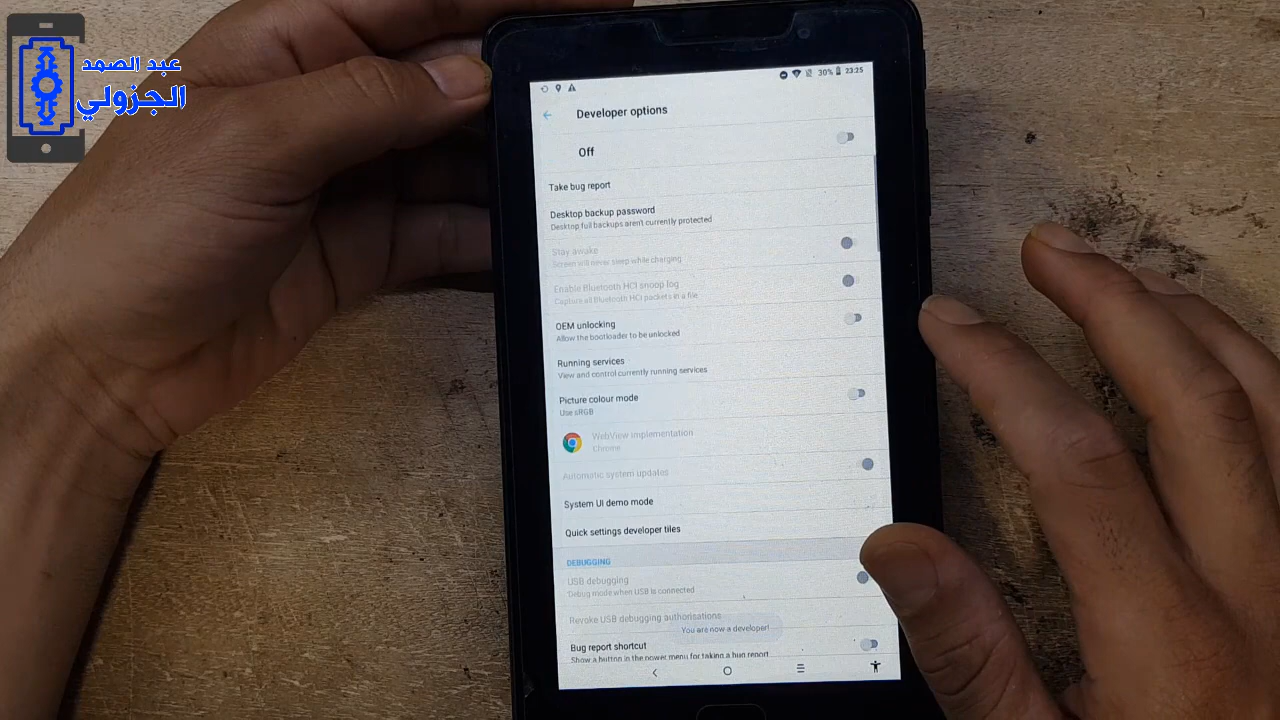 عبد الصمد
الجزولي
30% 23:25
Developer options
Off
Take bug report
Desktop backup password
Desktop full backups aren't currently protected
Stay awake
Screen will never sleep while charging
Enable Bluetooth HCI snoop log
Capture all Bluetooth HCI packets in a file
OEM unlocking
Allow the bootloader to be unlocked
Running services
View and control currently running services
Picture colour mode
Use sRGB
WebView implementation
Chrome
Automatic system updates
System UI demo mode
Quick settings developer tiles
DEBUGGING
USB debugging
Debug mode when USB is connected
Revoke USB debugging authorisations
You are now a developer!
Bug report shortcut
Show a button in the power menu for taking a bug report